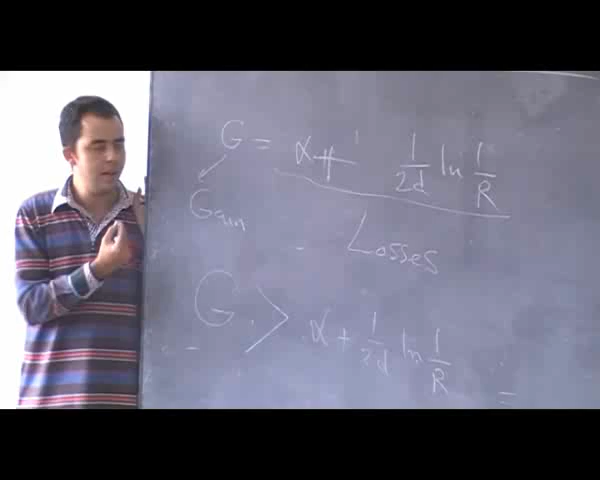 G = α + 1/2d ln 1/R
Gain
Losses
G > α + 1/2d ln 1/R
=